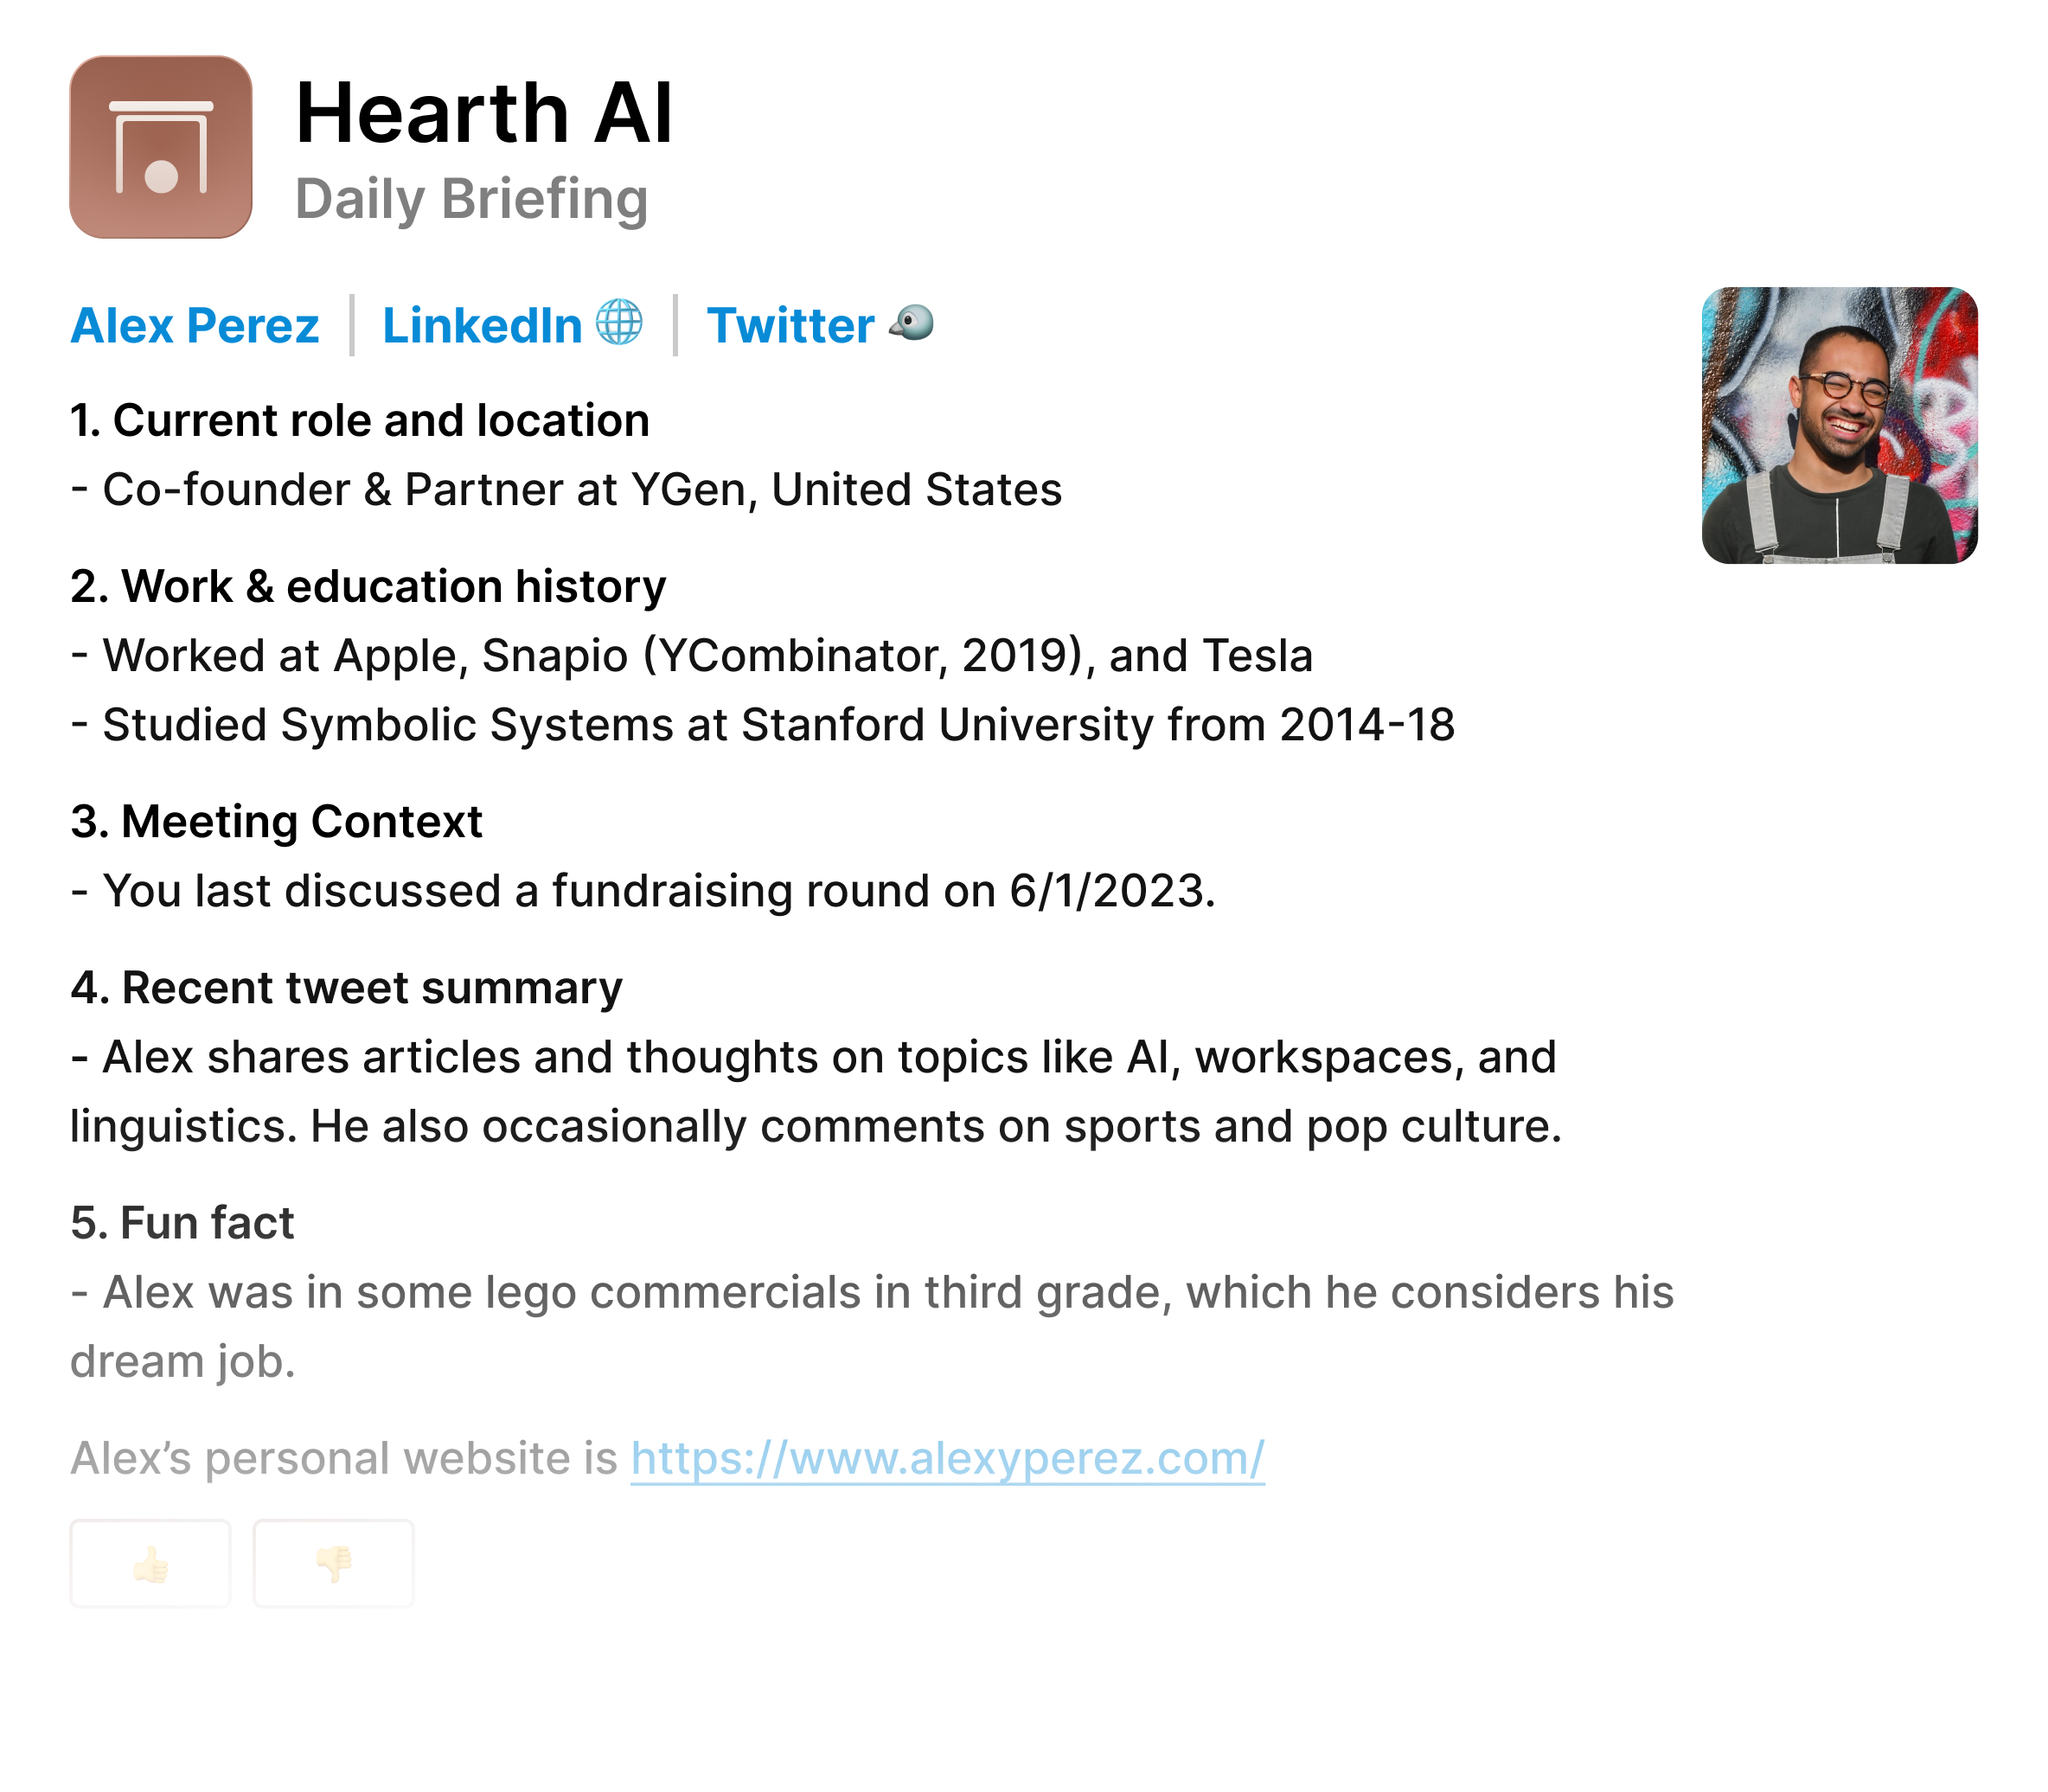 Hearth AI
Daily Briefing
Alex Perez | LinkedIn 🌐 | Twitter 🐦
1. Current role and location
- Co-founder & Partner at YGen, United States
2. Work & education history
- Worked at Apple, Snapio (YCombinator, 2019), and Tesla
- Studied Symbolic Systems at Stanford University from 2014-18
3. Meeting Context
- You last discussed a fundraising round on 6/1/2023.
4. Recent tweet summary
- Alex shares articles and thoughts on topics like AI, workspaces, and
linguistics. He also occasionally comments on sports and pop culture.
5. Fun fact
- Alex was in some lego commercials in third grade, which he considers his
dream job.
Alex’s personal website is https://www.alexyperez.com/